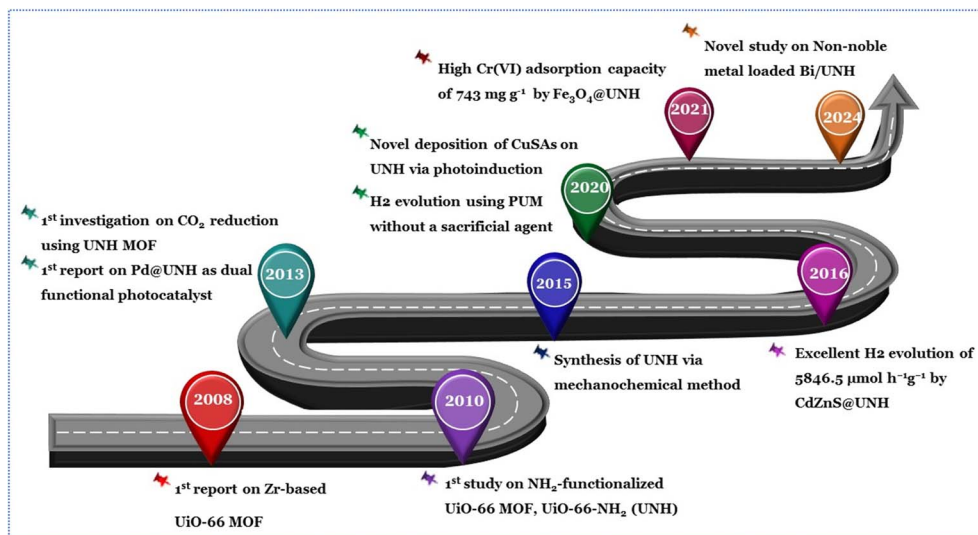 2008
1st report on Zr-based
UiO-66 MOF
2010
1st study on NH₂-functionalized
UiO-66 MOF, UiO-66-NH₂ (UNH)
2013
1st investigation on CO₂ reduction
using UNH MOF
1st report on Pd@UNH as dual
functional photocatalyst
2015
Synthesis of UNH via
mechanochemical method
2016
Excellent H2 evolution of
5846.5 µmol h⁻¹g⁻¹ by
CdZnS@UNH
2020
Novel deposition of CuSAs on
UNH via photoinduction
H2 evolution using PUM
without a sacrificial agent
2021
High Cr(VI) adsorption capacity
of 743 mg g⁻¹ by Fe₃O₄@UNH
2024
Novel study on Non-noble
metal loaded Bi/UNH